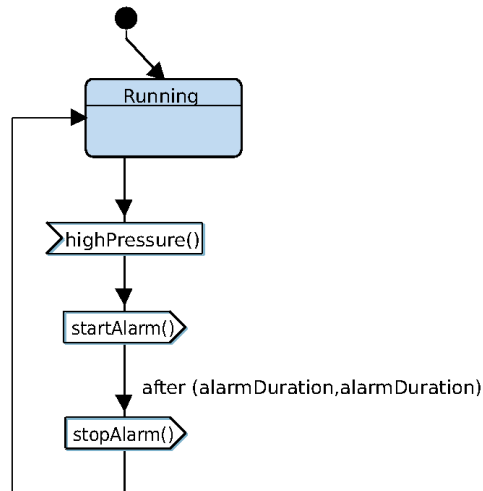 Running
highPressure()
startAlarm()
after (alarmDuration,alarmDuration)
stopAlarm()